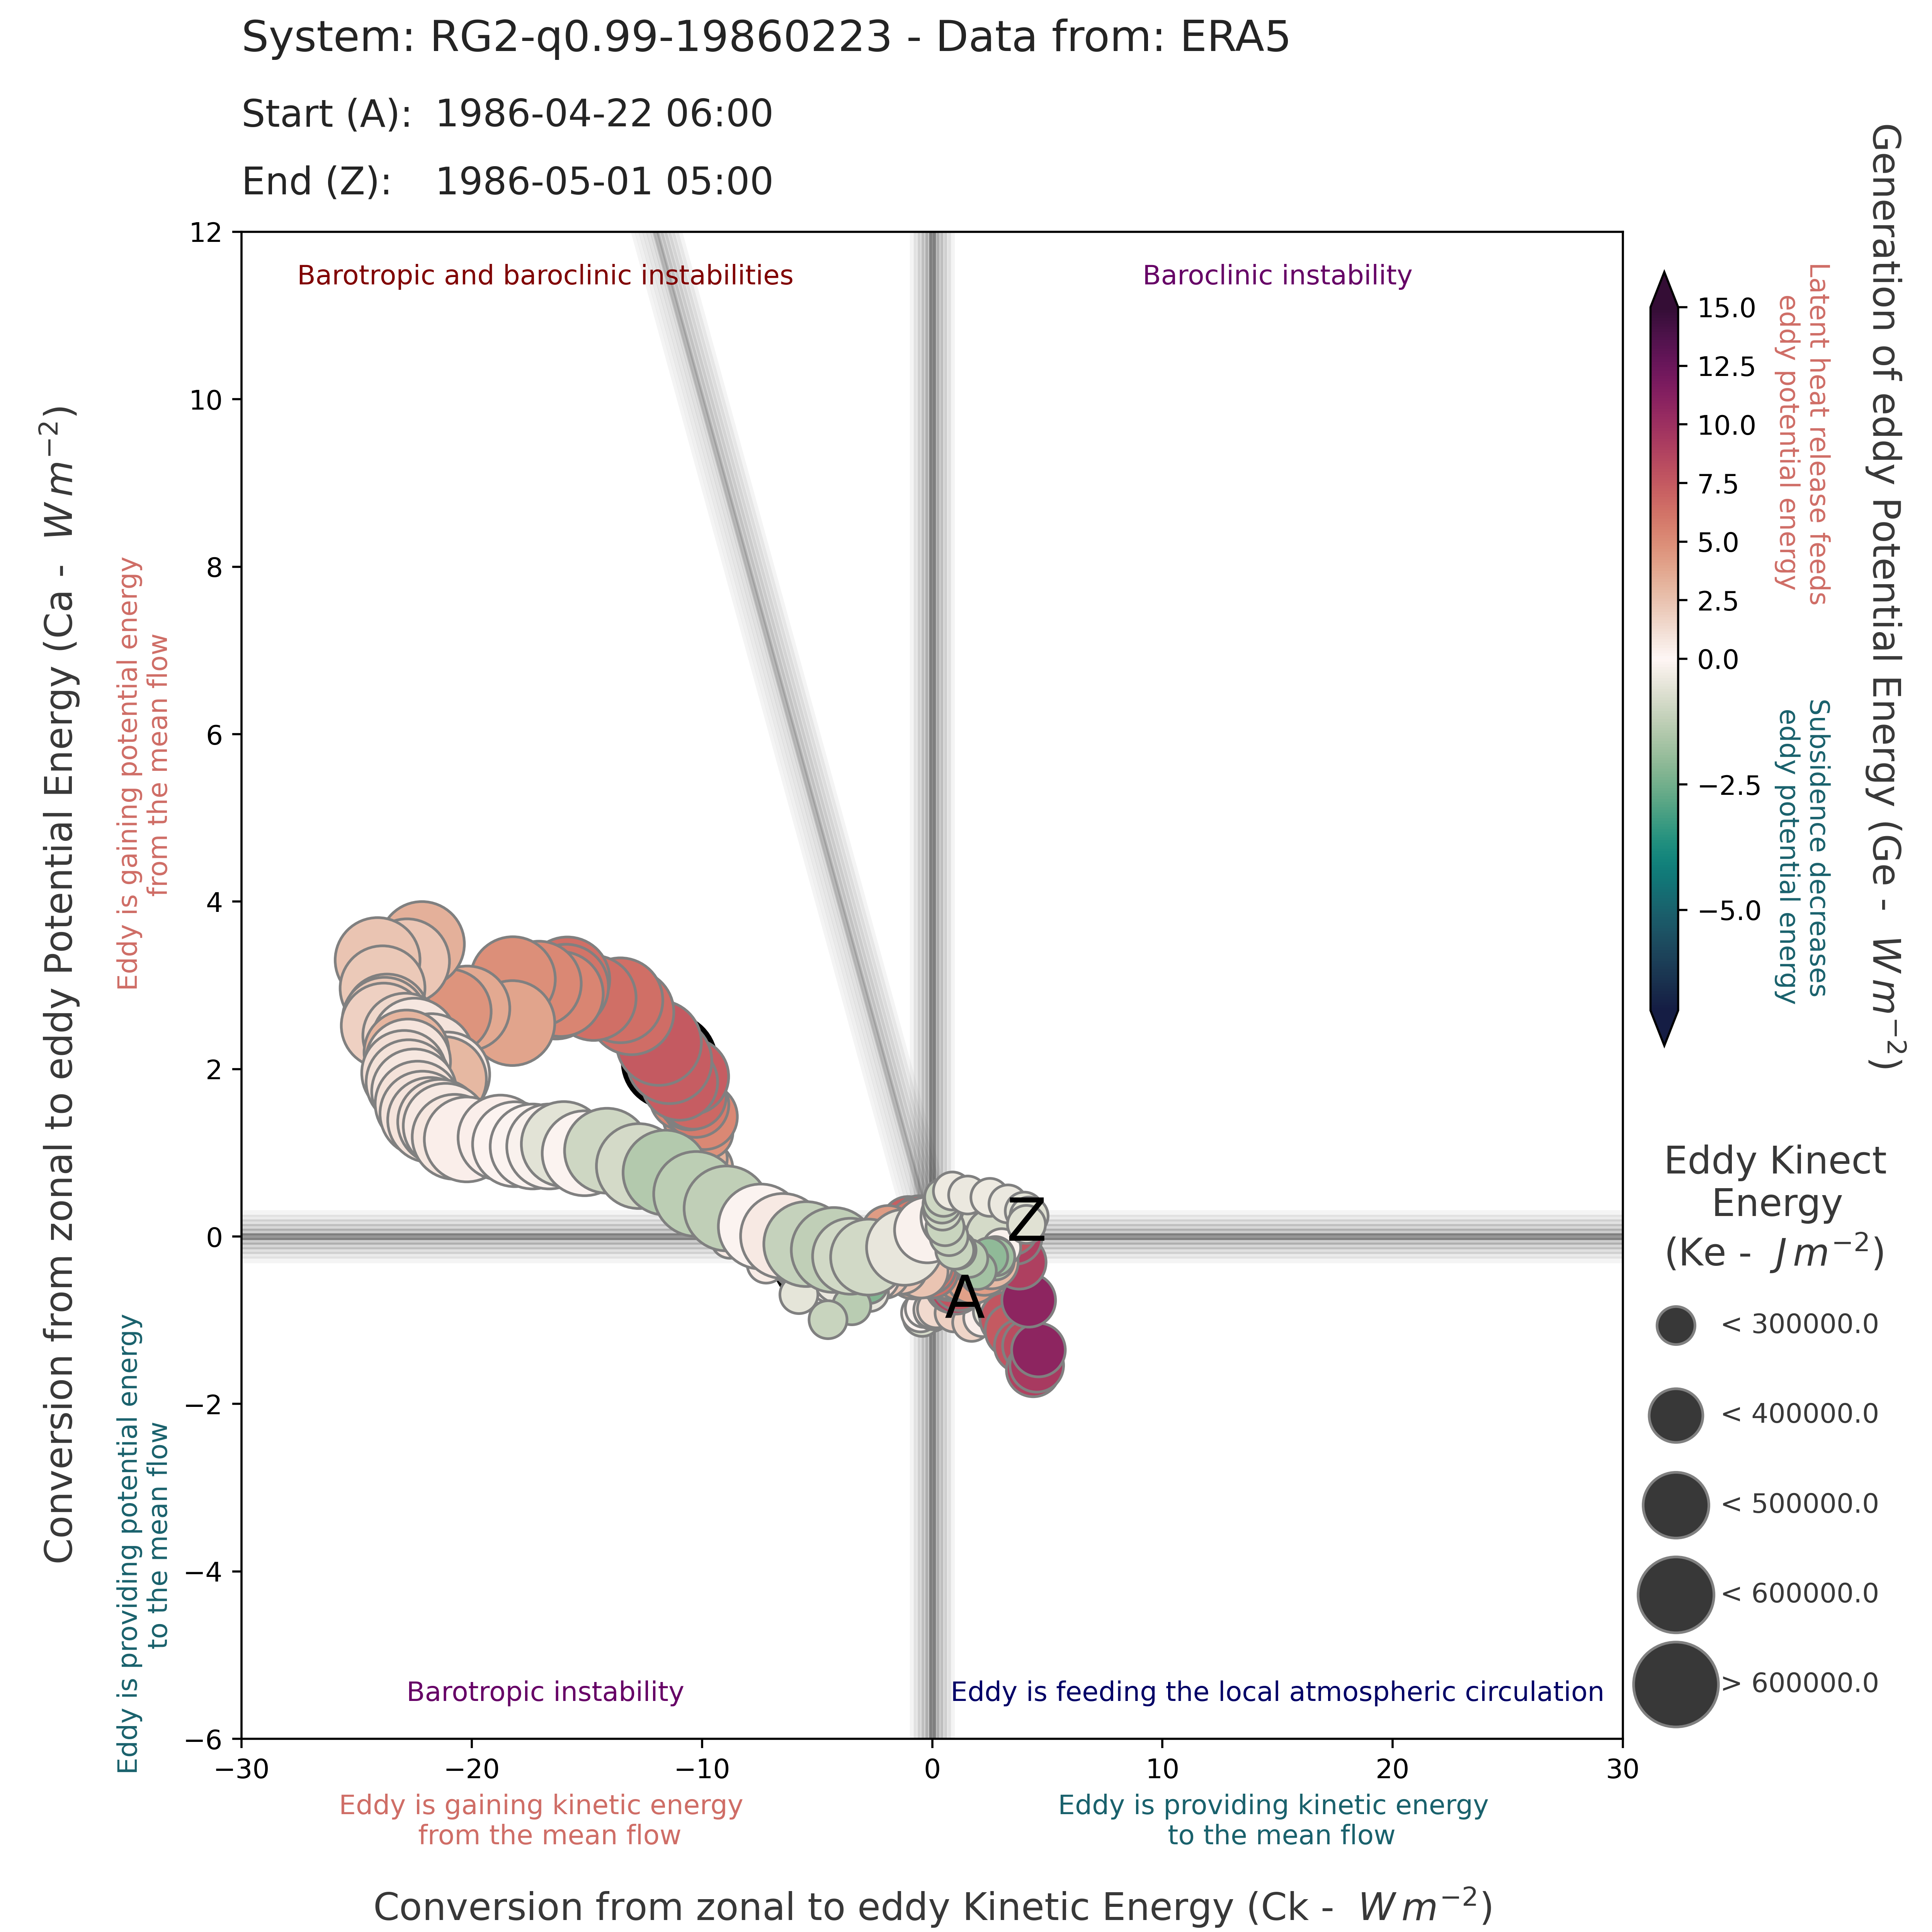 System: RG2-q0.99-19860223 - Data from: ERA5
Start (A): 1986-04-22 06:00
End (Z): 1986-05-01 05:00
Conversion from zonal to eddy Potential Energy (Ca - W m−2)
Eddy is gaining potential energy
from the mean flow
Eddy is providing potential energy
to the mean flow
12
10
8
6
4
2
0
−2
−4
−6
Barotropic and baroclinic instabilities
Baroclinic instability
Z
A
Barotropic instability
Eddy is feeding the local atmospheric circulation
−30
−20
−10
0
10
20
30
Eddy is gaining kinetic energy
from the mean flow
Eddy is providing kinetic energy
to the mean flow
Conversion from zonal to eddy Kinetic Energy (Ck - W m−2)
15.0
12.5
10.0
7.5
5.0
2.5
0.0
−2.5
−5.0
Latent heat release feeds
eddy potential energy
Subsidence decreases
eddy potential energy
Generation of eddy Potential Energy (Ge - W m−2)
Eddy Kinect
Energy
(Ke - J m−2)
< 300000.0
< 400000.0
< 500000.0
< 600000.0
> 600000.0